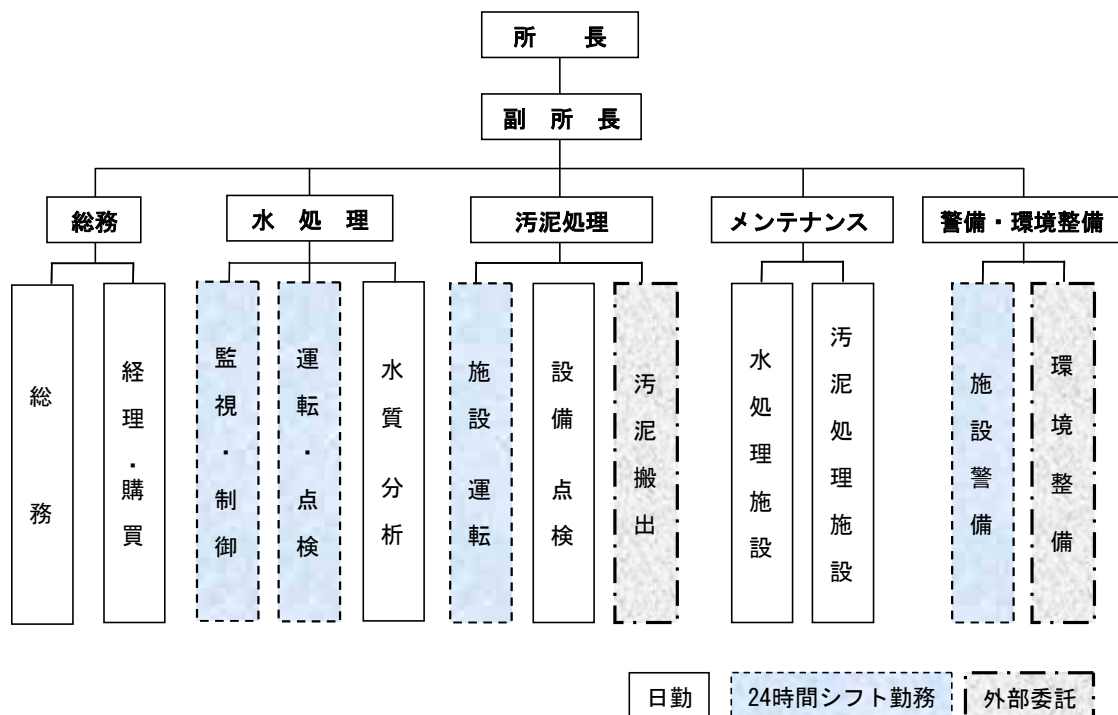 所　長
副　所　長
総務
水　処　理
汚泥処理
メンテナンス
警備・環境整備
総務
経理・購買
監視・制御
運転・点検
水質分析
施設運転
設備点検
汚泥搬出
水処理施設
汚泥処理施設
施設警備
環境整備
日勤
24時間シフト勤務
外部委託